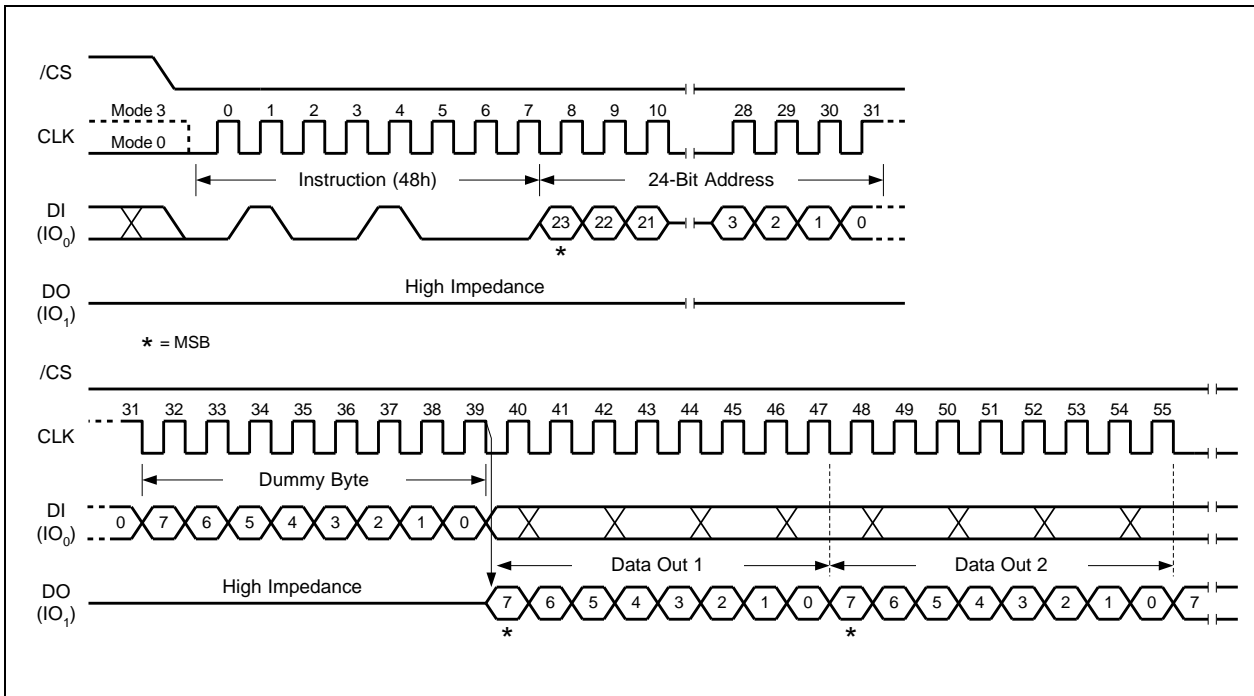 /CS
Mode 3 0 1 2 3 4 5 6 7 8 9 10 28 29 30 31
CLK
Mode 0
Instruction (48h) 24-Bit Address
DI
(IO0)
23 22 21 3 2 1 0
*
High Impedance
DO
(IO1)
* = MSB
/CS
31 32 33 34 35 36 37 38 39 40 41 42 43 44 45 46 47 48 49 50 51 52 53 54 55
CLK
Dummy Byte
DI
(IO0)
0 7 6 5 4 3 2 1 0
Data Out 1 Data Out 2
High Impedance
DO
(IO1)
7 6 5 4 3 2 1 0 7 6 5 4 3 2 1 0 7
* *